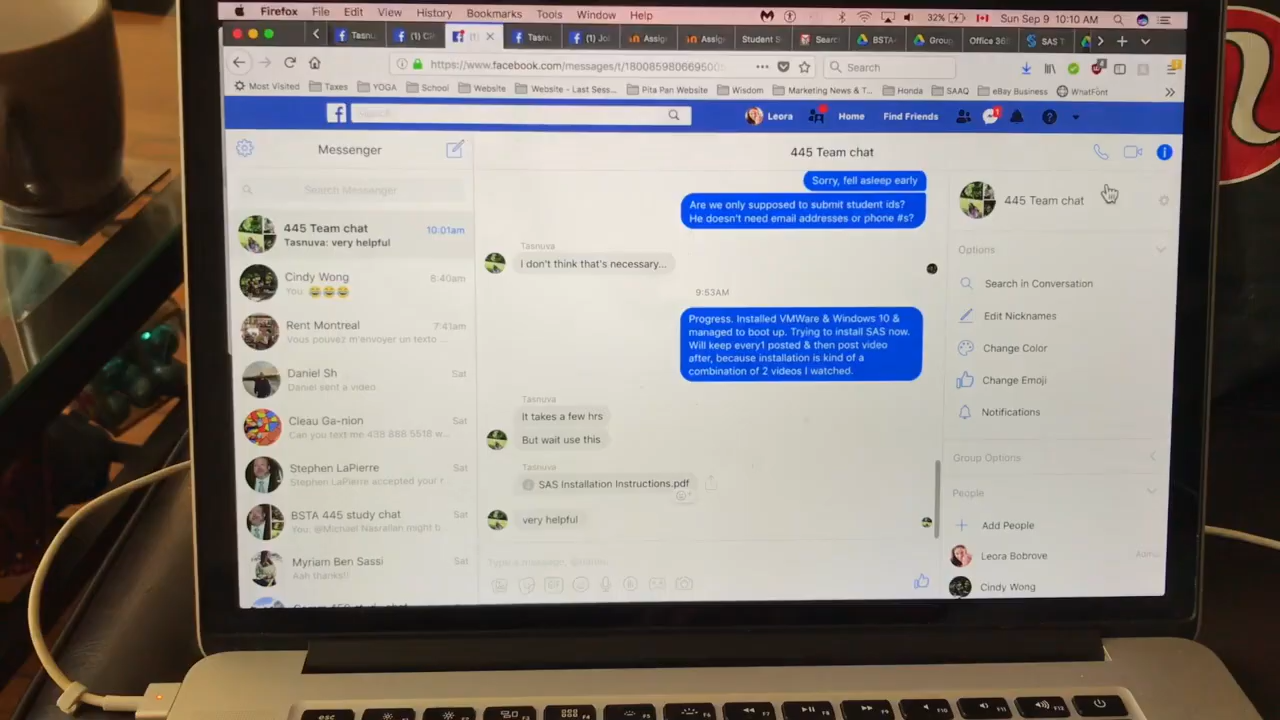 Firefox File Edit View History Bookmarks Tools Window Help 32% Sun Sep 9 10:10 AM
Tasnu (1) (1) Tasnu (1) Jo Assig Assig Student S Searc BSTA- Group Office 365 SAS T
https://www.facebook.com/messages/t/180085980669500 Search
Most Visited Taxes YOGA School Website Website - Last Sess... Pita Pan Website Wisdom Marketing News & T... Honda SAAQ eBay Business WhatFont
Search Leora Home Find Friends 1
Messenger
Search Messenger
445 Team chat 10:01am
Tasnuva: very helpful
Cindy Wong 8:40am
You: 😂😂😂
Rent Montreal 7:41am
Vous pouvez m'envoyer un texto ...
Daniel Sh Sat
Daniel sent a video.
Cleau Ga-nion Sat
Can you text me 438 888 5518 w...
Stephen LaPierre Sat
Stephen LaPierre accepted your r...
BSTA 445 study chat Sat
You: @Michael Nasrallah might b...
Myriam Ben Sassi Sat
Aah thanks!!
445 Team chat
Sorry, fell asleep early
Are we only supposed to submit student ids?
He doesn't need email addresses or phone #s?
Tasnuva
I don't think that's necessary...
9:53AM
Progress. Installed VMWare & Windows 10 &
managed to boot up. Trying to install SAS now.
Will keep every1 posted & then post video
after, because installation is kind of a
combination of 2 videos I watched.
Tasnuva
It takes a few hrs
But wait use this
Tasnuva
SAS Installation Instructions.pdf
very helpful
Type a message,
445 Team chat
Options
Search in Conversation
Edit Nicknames
Change Color
Change Emoji
Notifications
Group Options
People
Add People
Leora Bobrove
Cindy Wong
esc